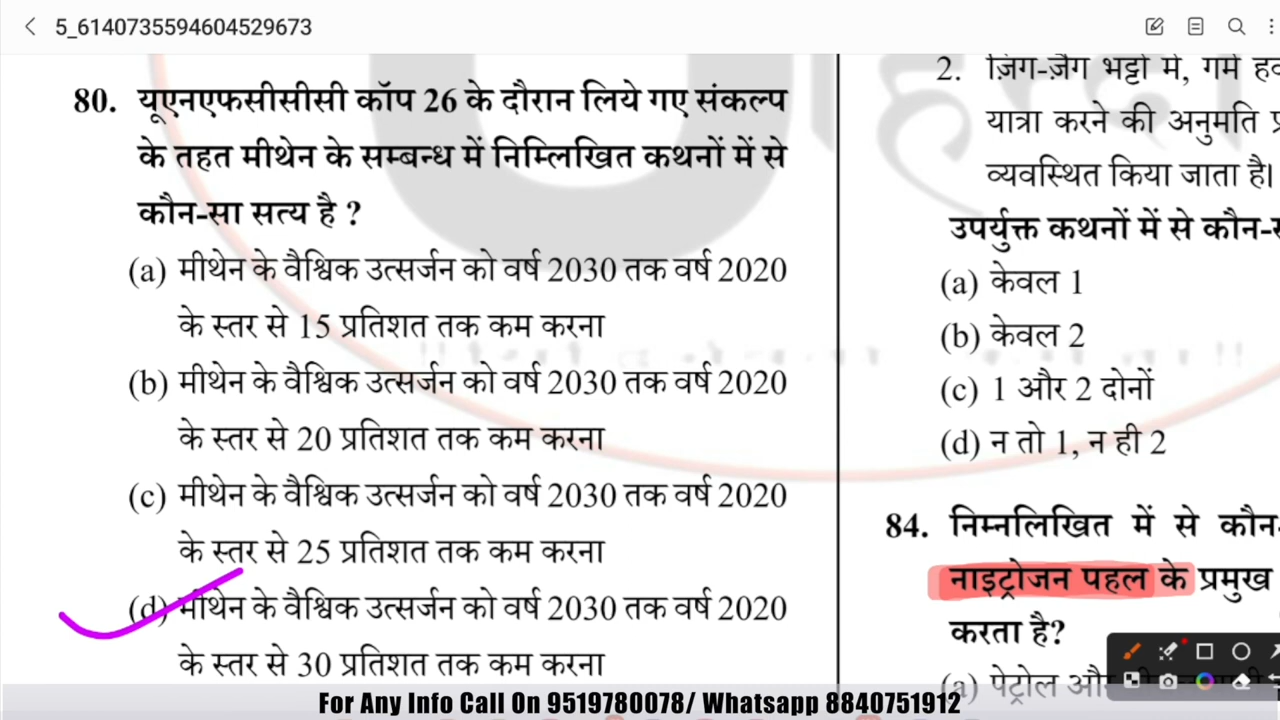 5_6140735594604529673
80. यूएनएफसीसीसी कॉप 26 के दौरान लिये गए संकल्प
के तहत मीथेन के सम्बन्ध में निम्लिखित कथनों में से
कौन-सा सत्य है ?
(a) मीथेन के वैश्विक उत्सर्जन को वर्ष 2030 तक वर्ष 2020
के स्तर से 15 प्रतिशत तक कम करना
(b) मीथेन के वैश्विक उत्सर्जन को वर्ष 2030 तक वर्ष 2020
के स्तर से 20 प्रतिशत तक कम करना
(c) मीथेन के वैश्विक उत्सर्जन को वर्ष 2030 तक वर्ष 2020
के स्तर से 25 प्रतिशत तक कम करना
(d) मीथेन के वैश्विक उत्सर्जन को वर्ष 2030 तक वर्ष 2020
के स्तर से 30 प्रतिशत तक कम करना
2. ज़िग-ज़ैग भट्टों में, गर्म
यात्रा करने की अनुमति
व्यवस्थित किया जाता है।
उपर्युक्त कथनों में से
(a) केवल 1
(b) केवल 2
(c) 1 और 2 दोनों
(d) न तो 1, न ही 2
84. निम्नलिखित में से कौन-
नाइट्रोजन पहल के प्रमुख
करता है?
(a) पेट्रोल
For Any Info Call On 9519780078/ Whatsapp 8840751912